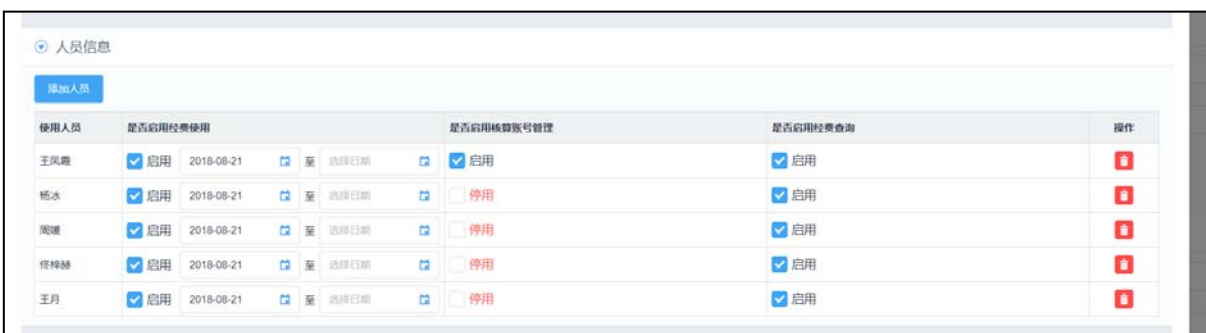 人员信息
添加人员
使用人员 是否启用经费使用 是否启用核算账号管理 是否启用经费查询 操作
王凤霞 启用 2018-08-21 至 选择日期 启用 启用
杨冰 启用 2018-08-21 至 选择日期 停用 启用
周媛 启用 2018-08-21 至 选择日期 停用 启用
佟梓赫 启用 2018-08-21 至 选择日期 停用 启用
王月 启用 2018-08-21 至 选择日期 停用 启用